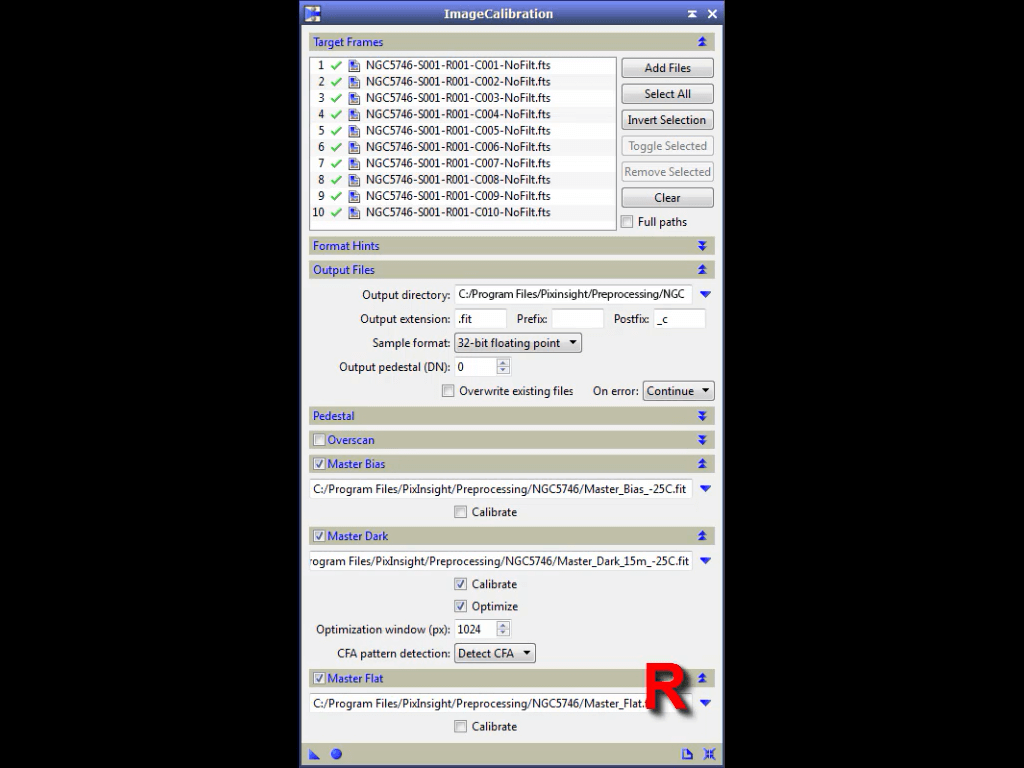 ImageCalibration
Target Frames
1 NGC5746-S001-R001-C001-NoFilt.fts
2 NGC5746-S001-R001-C002-NoFilt.fts
3 NGC5746-S001-R001-C003-NoFilt.fts
4 NGC5746-S001-R001-C004-NoFilt.fts
5 NGC5746-S001-R001-C005-NoFilt.fts
6 NGC5746-S001-R001-C006-NoFilt.fts
7 NGC5746-S001-R001-C007-NoFilt.fts
8 NGC5746-S001-R001-C008-NoFilt.fts
9 NGC5746-S001-R001-C009-NoFilt.fts
10 NGC5746-S001-R001-C010-NoFilt.fts
Add Files
Select All
Invert Selection
Toggle Selected
Remove Selected
Clear
Full paths
Format Hints
Output Files
Output directory: C:/Program Files/Pixinsight/Preprocessing/NGC
Output extension: .fit Prefix: Postfix: _c
Sample format: 32-bit floating point
Output pedestal (DN): 0
Overwrite existing files On error: Continue
Pedestal
Overscan
Master Bias
C:/Program Files/PixInsight/Preprocessing/NGC5746/Master_Bias_-25C.fit
Calibrate
Master Dark
rogram Files/PixInsight/Preprocessing/NGC5746/Master_Dark_15m_-25C.fit
Calibrate
Optimize
Optimization window (px): 1024
CFA pattern detection: Detect CFA
Master Flat
R
C:/Program Files/PixInsight/Preprocessing/NGC5746/Master_Flat.f
Calibrate